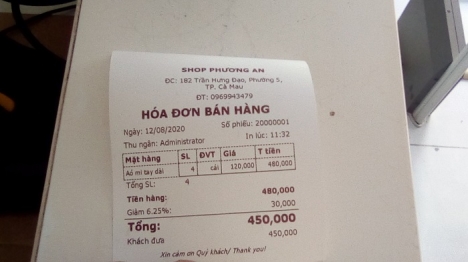 SHOP PHƯƠNG AN
ĐC: 182 Trần Hưng Đạo, Phường 5,
TP. Cà Mau
ĐT: 0969943479
HÓA ĐƠN BÁN HÀNG
Ngày: 12/08/2020 Số phiếu: 20000001
Thu ngân: Administrator In lúc: 11:32
Mặt hàng SL ĐVT Giá T tiền
Áo mi tay dài 4 cái 120,000 480,000
Tổng SL: 4
Tiền hàng: 480,000
Giảm 6.25%: 30,000
Tổng: 450,000
Khách đưa 450,000
Xin cảm ơn Quý khách/ Thank you!